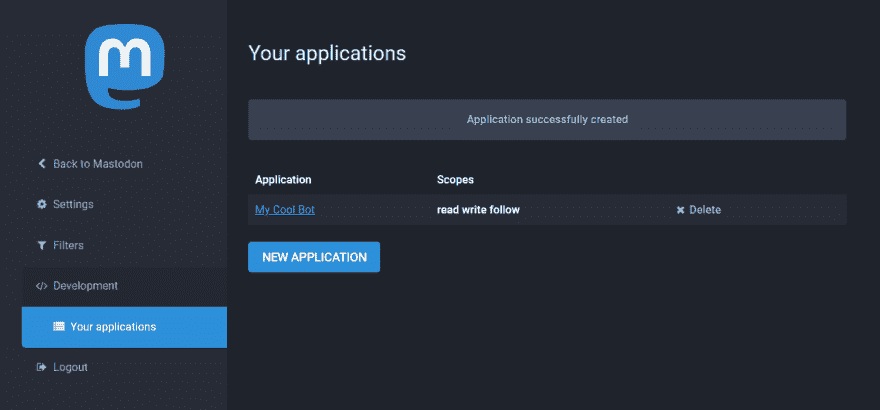 Your applications
Application successfully created
Back to Mastodon
Settings
Filters
Development
Your applications
Logout
Application Scopes
My Cool Bot read write follow Delete
NEW APPLICATION